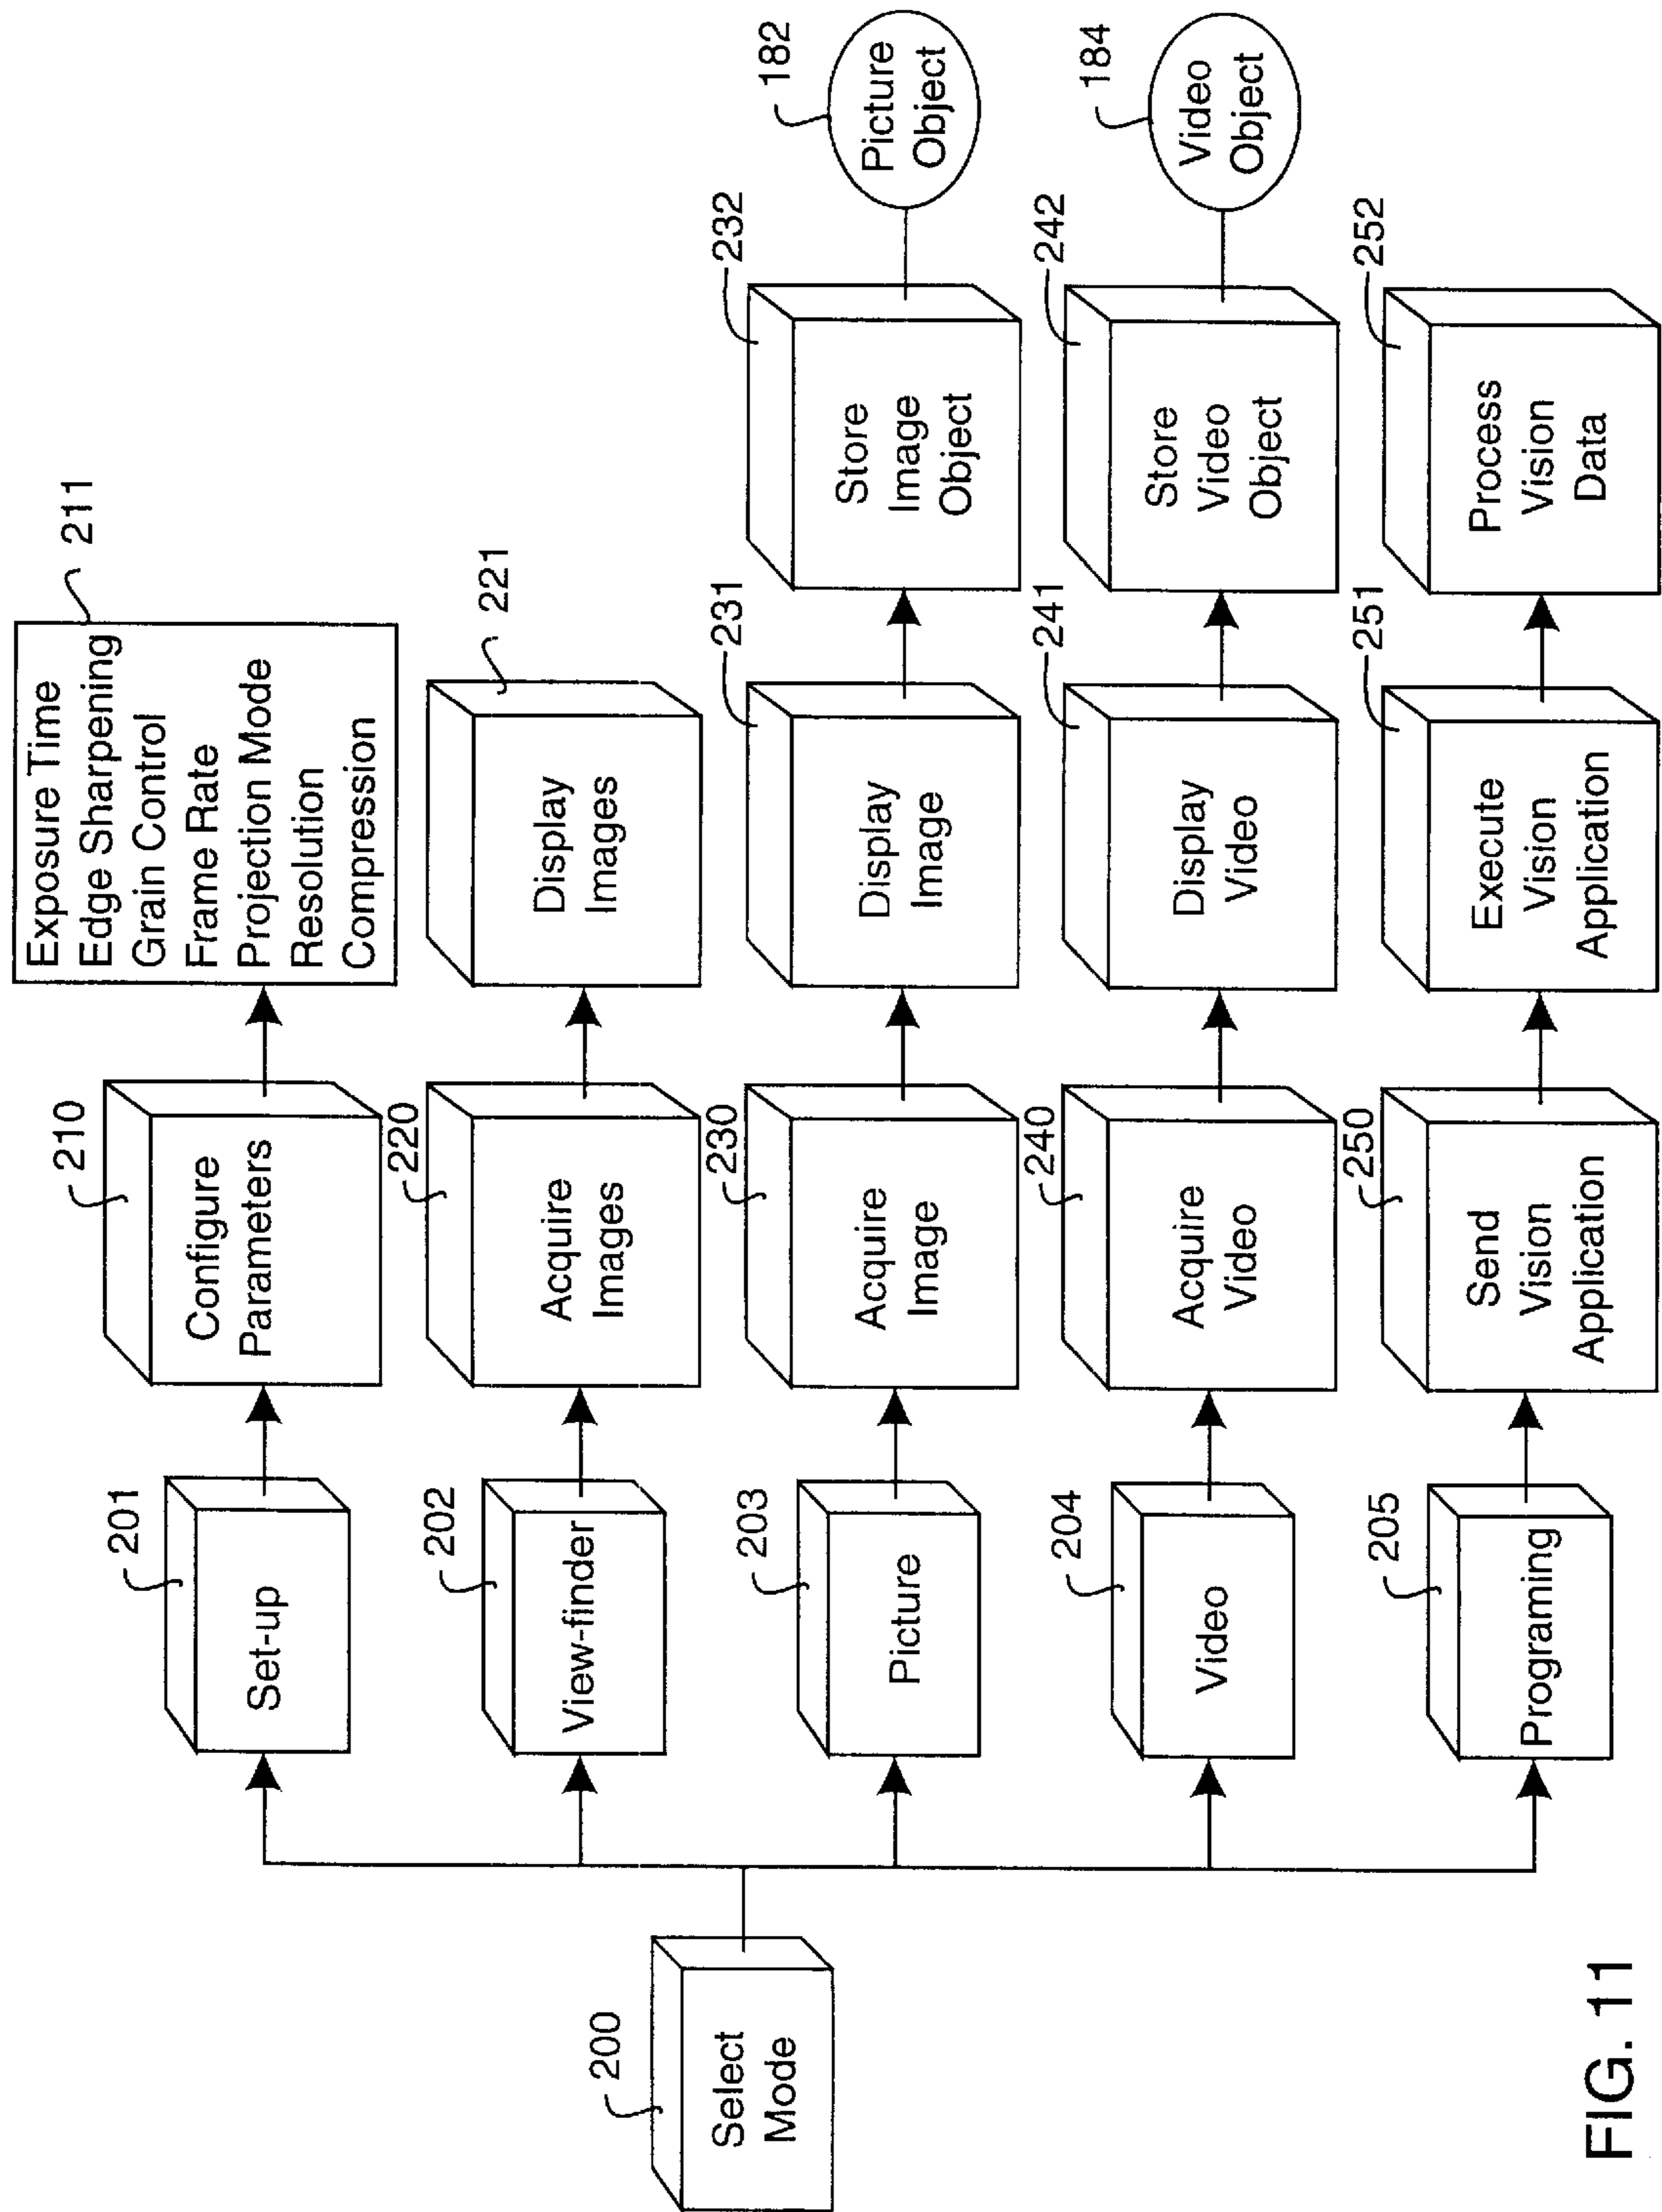 200
Select
Mode
201
Set-up
210
Configure
Parameters
211
Exposure Time
Edge Sharpening
Grain Control
Frame Rate
Projection Mode
Resolution
Compression
202
View-finder
220
Acquire
Images
221
Display
Images
203
Picture
230
Acquire
Image
231
Display
Image
232
Store
Image
Object
182
Picture
Object
204
Video
240
Acquire
Video
241
Display
Video
242
Store
Video
Object
184
Video
Object
205
Programing
250
Send
Vision
Application
251
Execute
Vision
Application
252
Process
Vision
Data
FIG. 11